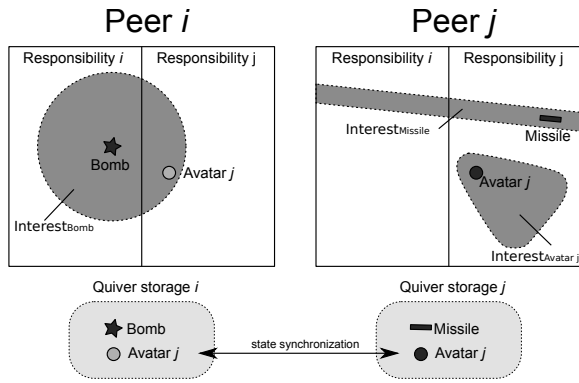 Peer i
Responsibility i
Responsibility j
Bomb
Avatar j
InterestBomb
Peer j
Responsibility i
Responsibility j
InterestMissile
Missile
Avatar j
InterestAvatar j
Quiver storage i
Bomb
Avatar j
state synchronization
Quiver storage j
Missile
Avatar j